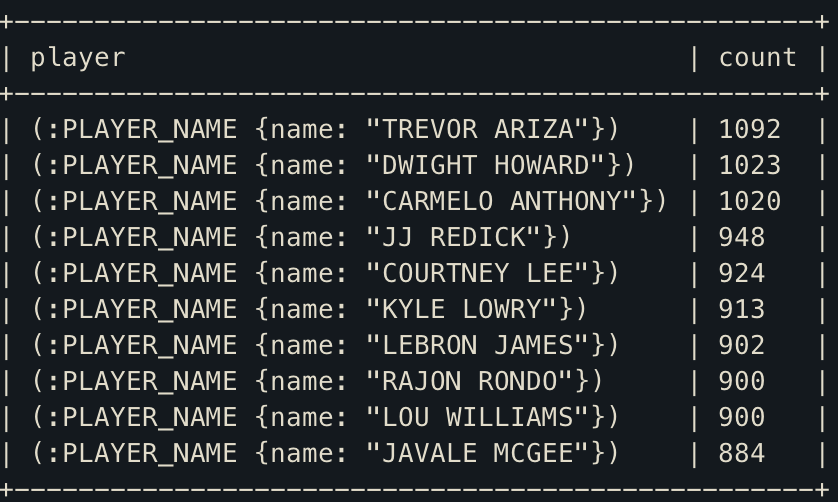 +----------------------------------------------------+
| player                                   | count |
+----------------------------------------------------+
| (:PLAYER_NAME {name: "TREVOR ARIZA"})    | 1092  |
| (:PLAYER_NAME {name: "DWIGHT HOWARD"})   | 1023  |
| (:PLAYER_NAME {name: "CARMELO ANTHONY"}) | 1020  |
| (:PLAYER_NAME {name: "JJ REDICK"})       | 948   |
| (:PLAYER_NAME {name: "COURTNEY LEE"})    | 924   |
| (:PLAYER_NAME {name: "KYLE LOWRY"})      | 913   |
| (:PLAYER_NAME {name: "LEBRON JAMES"})    | 902   |
| (:PLAYER_NAME {name: "RAJON RONDO"})     | 900   |
| (:PLAYER_NAME {name: "LOU WILLIAMS"})    | 900   |
| (:PLAYER_NAME {name: "JAVALE MCGEE"})    | 884   |
+----------------------------------------------------+